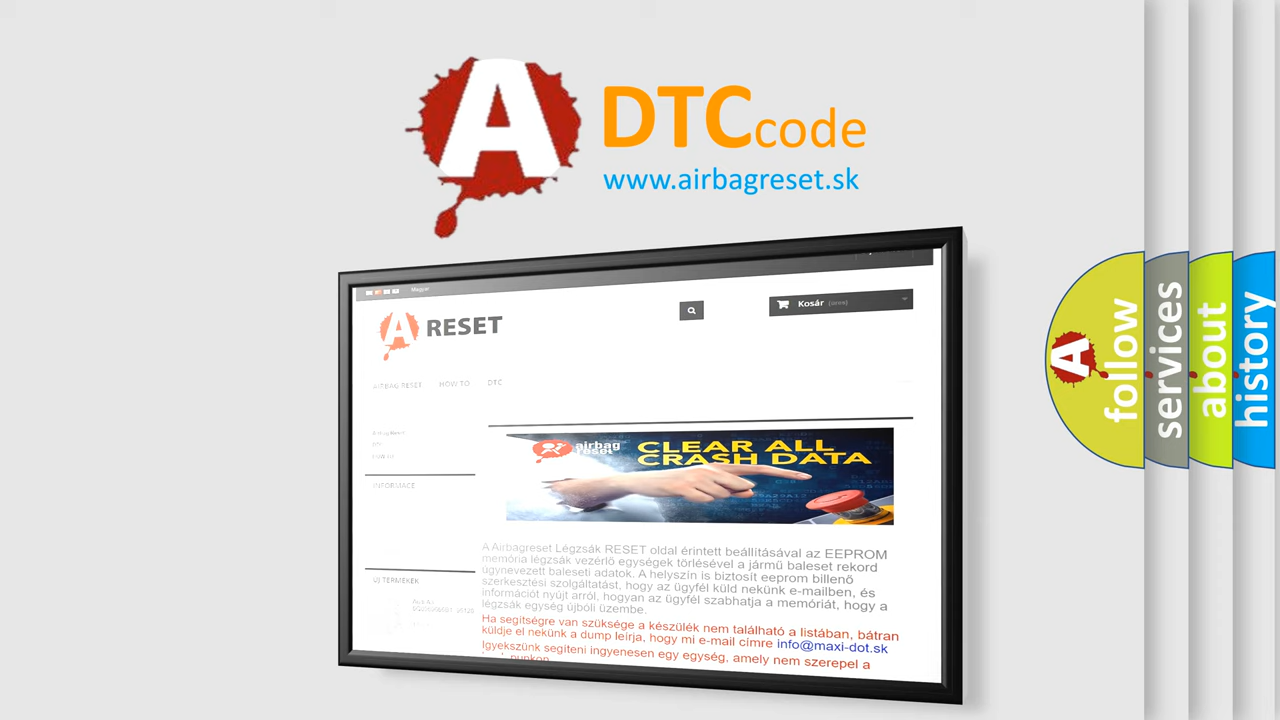 A
DTC code
www.airbagreset.sk
Magyar
A RESET
Kosár (üres)
AIRBAG RESET HOW TO DTC
INFORMACE
ÚJ TERMÉKEK
airbag
reset
CLEAR ALL
CRASH DATA
A Airbagreset Légzsák RESET oldal érintett beállításával az EEPROM
memória légzsák vezérlő egységek törlésével a jármű baleset rekord
úgynevezett baleseti adatok. A helyszín is biztosít eeprom billenő
szerkesztési szolgáltatást, hogy az ügyfél küld nekünk e-mailben, és
információt nyújt arról, hogyan az ügyfél szabhatja a memóriát, hogy a
légzsák egység újbóli üzembe.
Ha segítségre van szüksége a készülék nem található a listában, bátran
küldje el nekünk a dump leírja, hogy mi e-mail címre info@maxi-dot.sk
Igyekszünk segíteni ingyenesen egy egység, amely nem szerepel a
A
follow
services
about
history